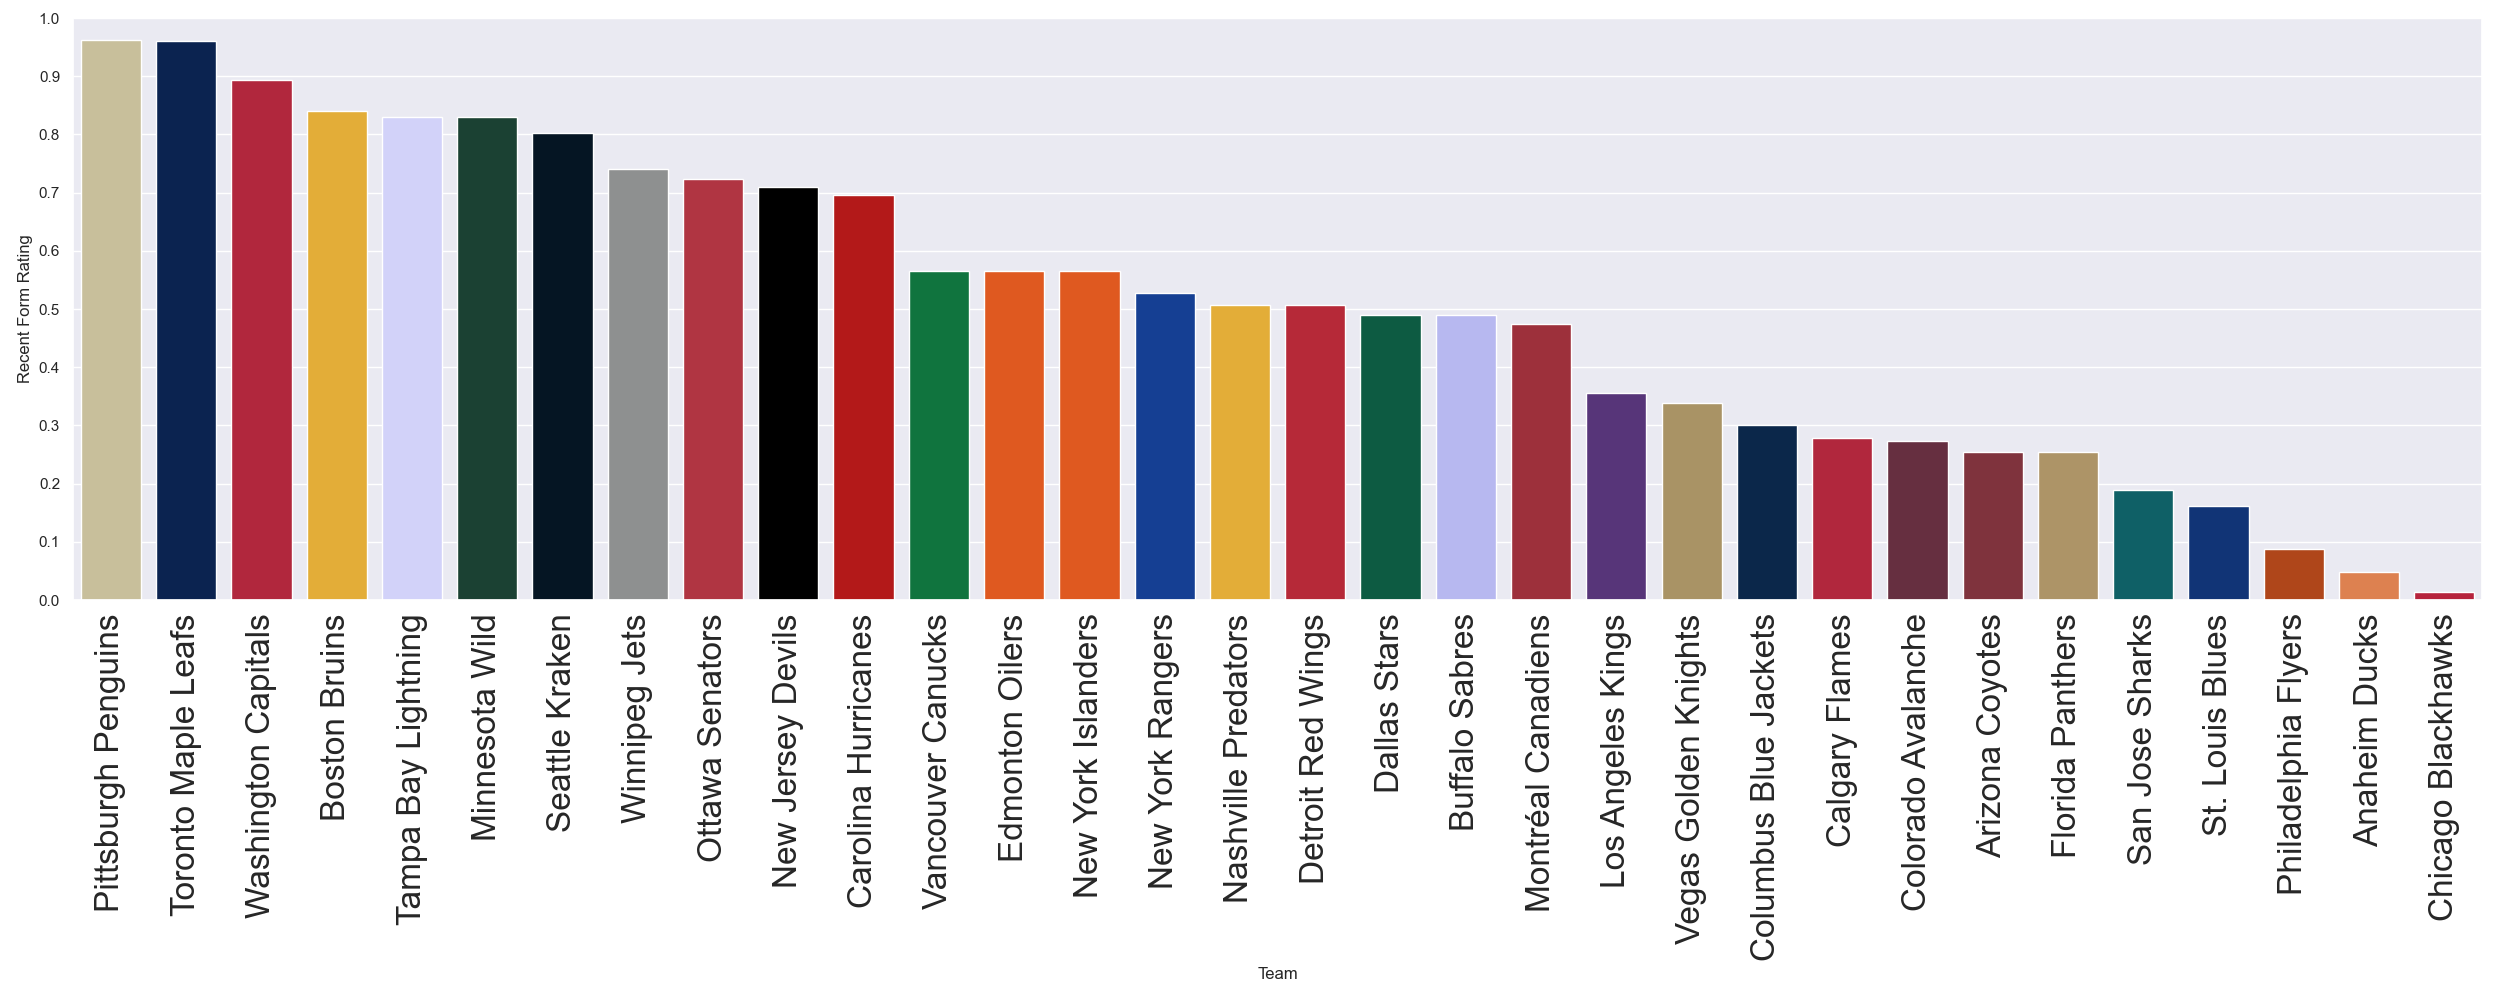 1.0
0.9
0.8
0.7
0.6
0.5
0.4
0.3
0.2
0.1
0.0
Recent Form Rating
Pittsburgh Penguins
Toronto Maple Leafs
Washington Capitals
Boston Bruins
Tampa Bay Lightning
Minnesota Wild
Seattle Kraken
Winnipeg Jets
Ottawa Senators
New Jersey Devils
Carolina Hurricanes
Vancouver Canucks
Edmonton Oilers
New York Islanders
New York Rangers
Nashville Predators
Detroit Red Wings
Dallas Stars
Buffalo Sabres
Montréal Canadiens
Los Angeles Kings
Vegas Golden Knights
Columbus Blue Jackets
Calgary Flames
Colorado Avalanche
Arizona Coyotes
Florida Panthers
San Jose Sharks
St. Louis Blues
Philadelphia Flyers
Anaheim Ducks
Chicago Blackhawks
Team